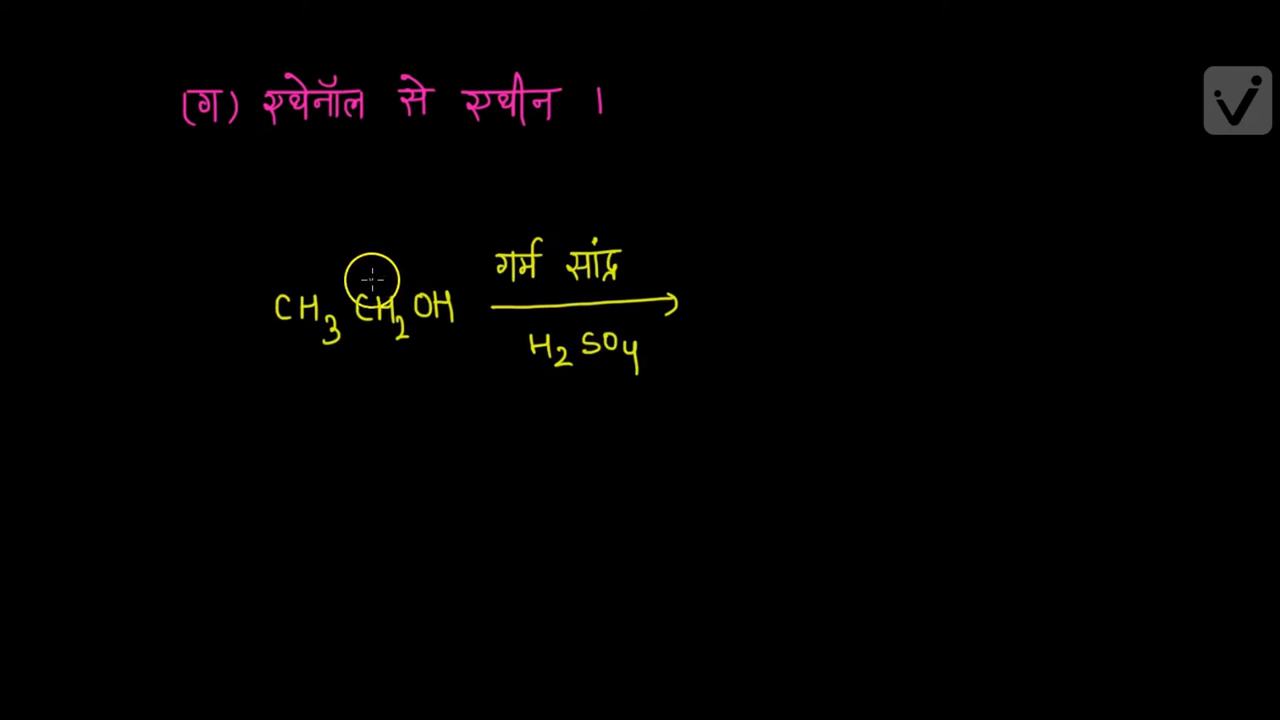 (ग) एथेनॉल से एथीन ।
गर्म सांद्र
CH3 CH2 OH
H2 SO4